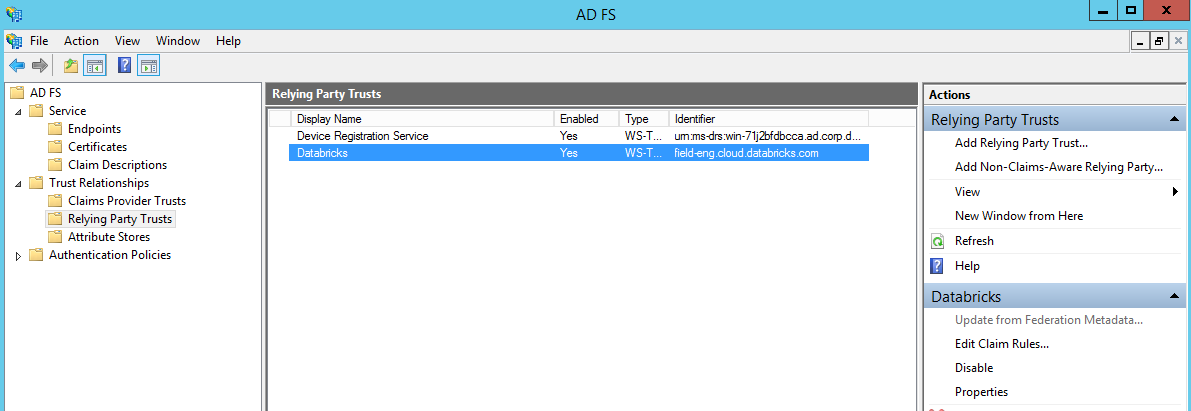 AD FS
File Action View Window Help
AD FS
Service
Endpoints
Certificates
Claim Descriptions
Trust Relationships
Claims Provider Trusts
Relying Party Trusts
Attribute Stores
Authentication Policies
Relying Party Trusts
Display Name Enabled Type Identifier
Device Registration Service Yes WS-T... urn:ms-drs:win-71j2bfdbcca.ad.corp.d...
Databricks Yes WS-T... field-eng.cloud.databricks.com
Actions
Relying Party Trusts
Add Relying Party Trust...
Add Non-Claims-Aware Relying Party...
View
New Window from Here
Refresh
Help
Databricks
Update from Federation Metadata...
Edit Claim Rules...
Disable
Properties